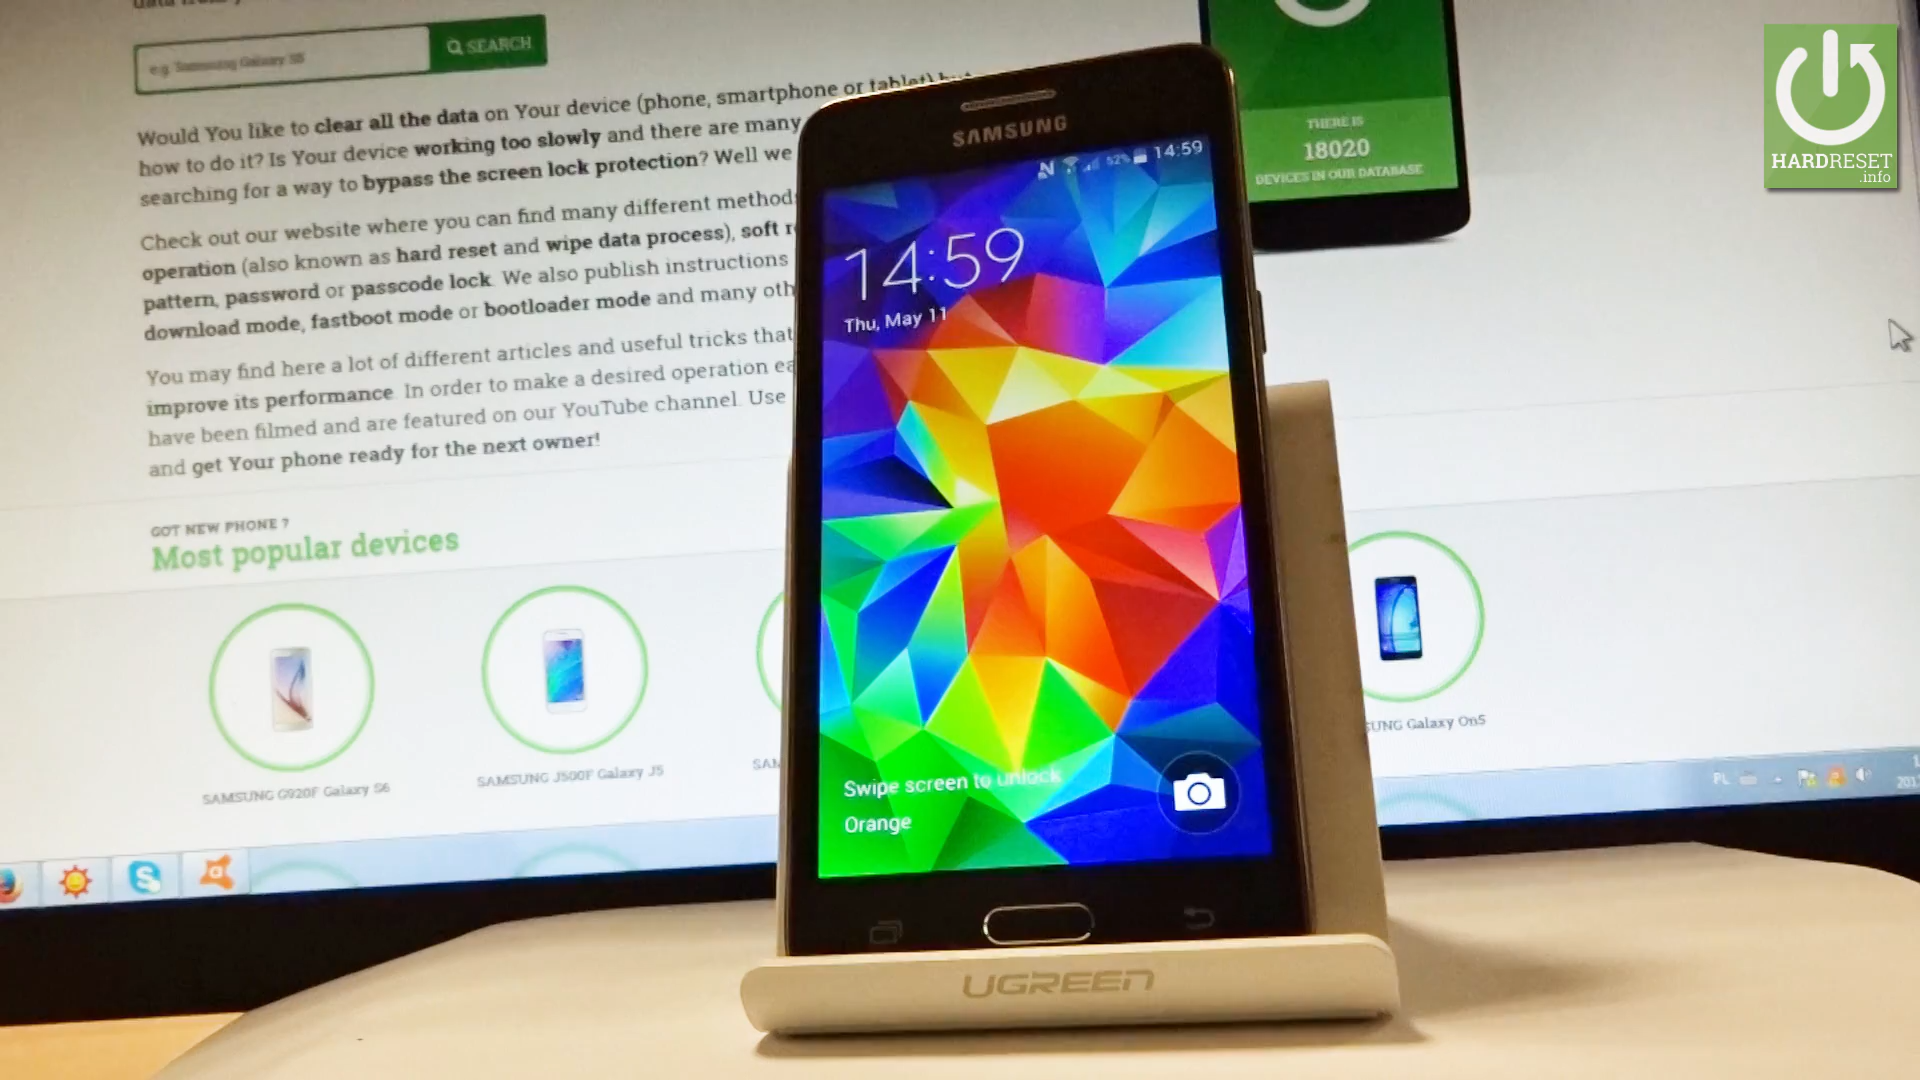 e.g. Samsung Galaxy S5
SEARCH
Would You like to clear all the data on Your device (phone, smartphone or tablet) but
how to do it? Is Your device working too slowly and there are many
searching for a way to bypass the screen lock protection? Well we
Check out our website where you can find many different methods
operation (also known as hard reset and wipe data process), soft
pattern, password or passcode lock. We also publish instructions
download mode, fastboot mode or bootloader mode and many
You may find here a lot of different articles and useful tricks that
improve its performance. In order to make a desired operation
have been filmed and are featured on our YouTube channel. Use
and get Your phone ready for the next owner!
GOT NEW PHONE ?
Most popular devices
SAMSUNG G920F Galaxy S6
SAMSUNG J500F Galaxy J5
Galaxy On5
THERE IS
18020
DEVICES IN OUR DATABASE
HARDRESET
.info
SAMSUNG
52% 14:59
14:59
Thu, May 11
Swipe screen to unlock
Orange
UGREEN
PL